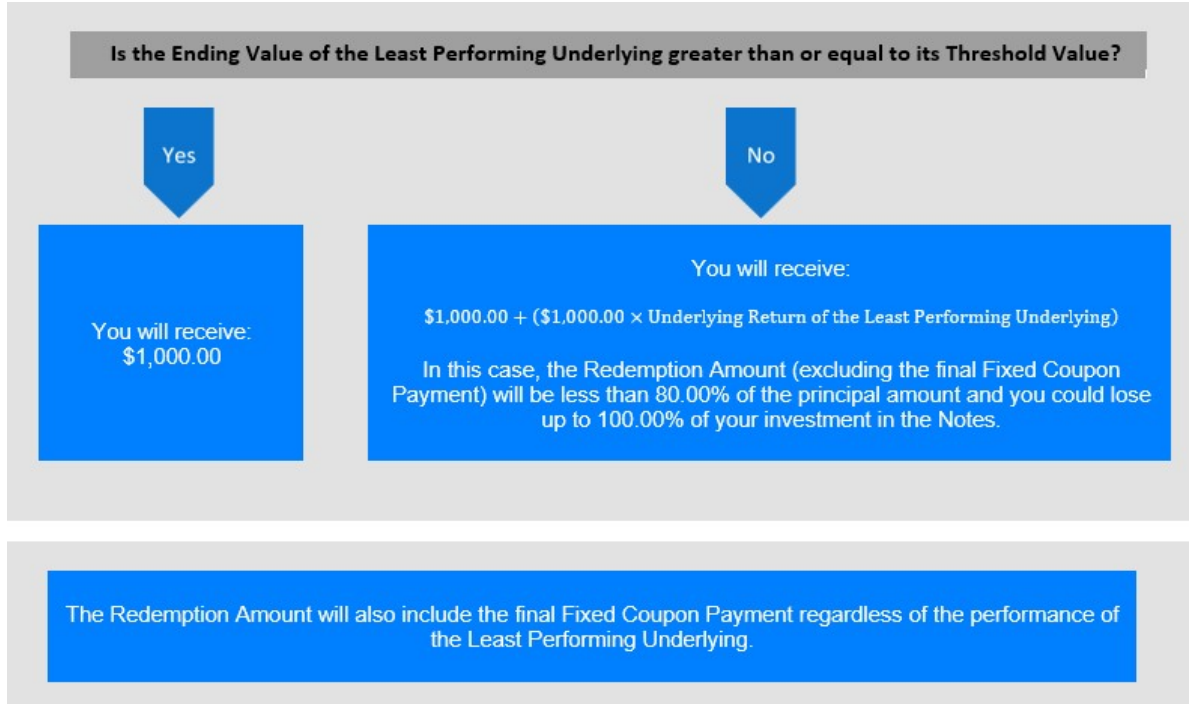 Is the Ending Value of the Least Performing Underlying greater than or equal to its Threshold Value?
Yes
No
You will receive:
$1,000.00
You will receive:
$1,000.00 + ($1,000.00 × Underlying Return of the Least Performing Underlying)
In this case, the Redemption Amount (excluding the final Fixed Coupon
Payment) will be less than 80.00% of the principal amount and you could lose
up to 100.00% of your investment in the Notes.
The Redemption Amount will also include the final Fixed Coupon Payment regardless of the performance of
the Least Performing Underlying.